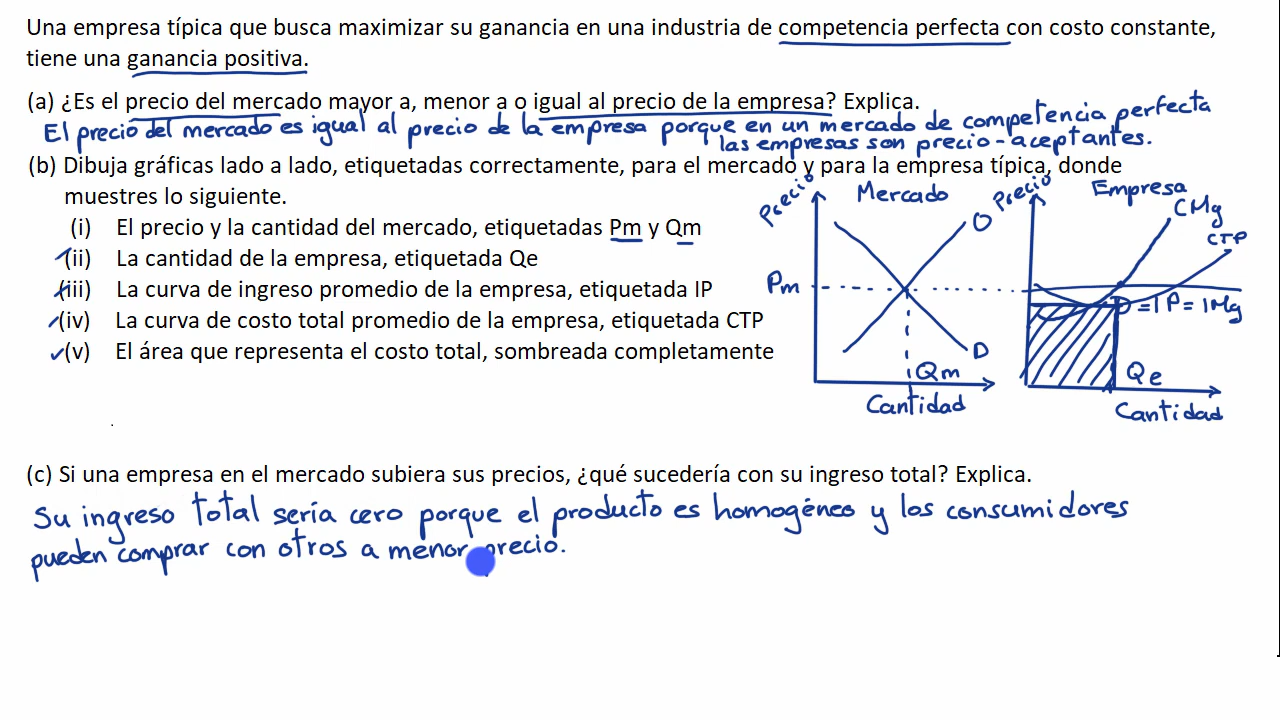 Una empresa típica que busca maximizar su ganancia en una industria de competencia perfecta con costo constante,
tiene una ganancia positiva.
(a) ¿Es el precio del mercado mayor a, menor a o igual al precio de la empresa? Explica.
El precio del mercado es igual al precio de la empresa porque en un mercado de competencia perfecta
las empresas son precio-aceptantes.
(b) Dibuja gráficas lado a lado, etiquetadas correctamente, para el mercado y para la empresa típica, donde
muestres lo siguiente.
(i) El precio y la cantidad del mercado, etiquetadas Pm y Qm
(ii) La cantidad de la empresa, etiquetada Qe
(iii) La curva de ingreso promedio de la empresa, etiquetada IP
(iv) La curva de costo total promedio de la empresa, etiquetada CTP
(v) El área que representa el costo total, sombreada completamente
Precio
Mercado
O
Pm
D
Qm
Cantidad
Precio
Empresa
CMg
CTP
D=IP=IMg
Qe
Cantidad
(c) Si una empresa en el mercado subiera sus precios, ¿qué sucedería con su ingreso total? Explica.
Su ingreso total sería cero porque el producto es homogéneo y los consumidores
pueden comprar con otros a menor precio.